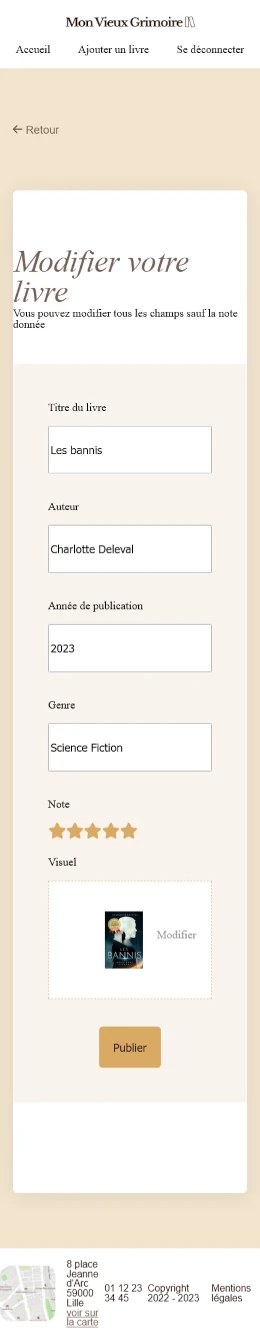 Mon Vieux Grimoire
Accueil Ajouter un livre Se déconnecter
Retour
Modifier votre
livre
Vous pouvez modifier tous les champs sauf la note
donnée
Titre du livre
Les bannis
Auteur
Charlotte Deleval
Année de publication
2023
Genre
Science Fiction
Note
Visuel
BANNIS
Modifier
Publier
8 place
Jeanne
d'Arc
59000
Lille
voir sur
la carte
01 12 23
34 45
Copyright
2022 - 2023
Mentions
légales